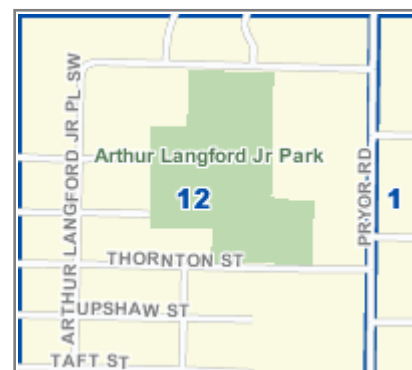 ARTHUR LANGFORD JR PL SW
Arthur Langford Jr Park
12
PRYOR RD
1
THORNTON ST
UPSHAW ST
TAFT ST